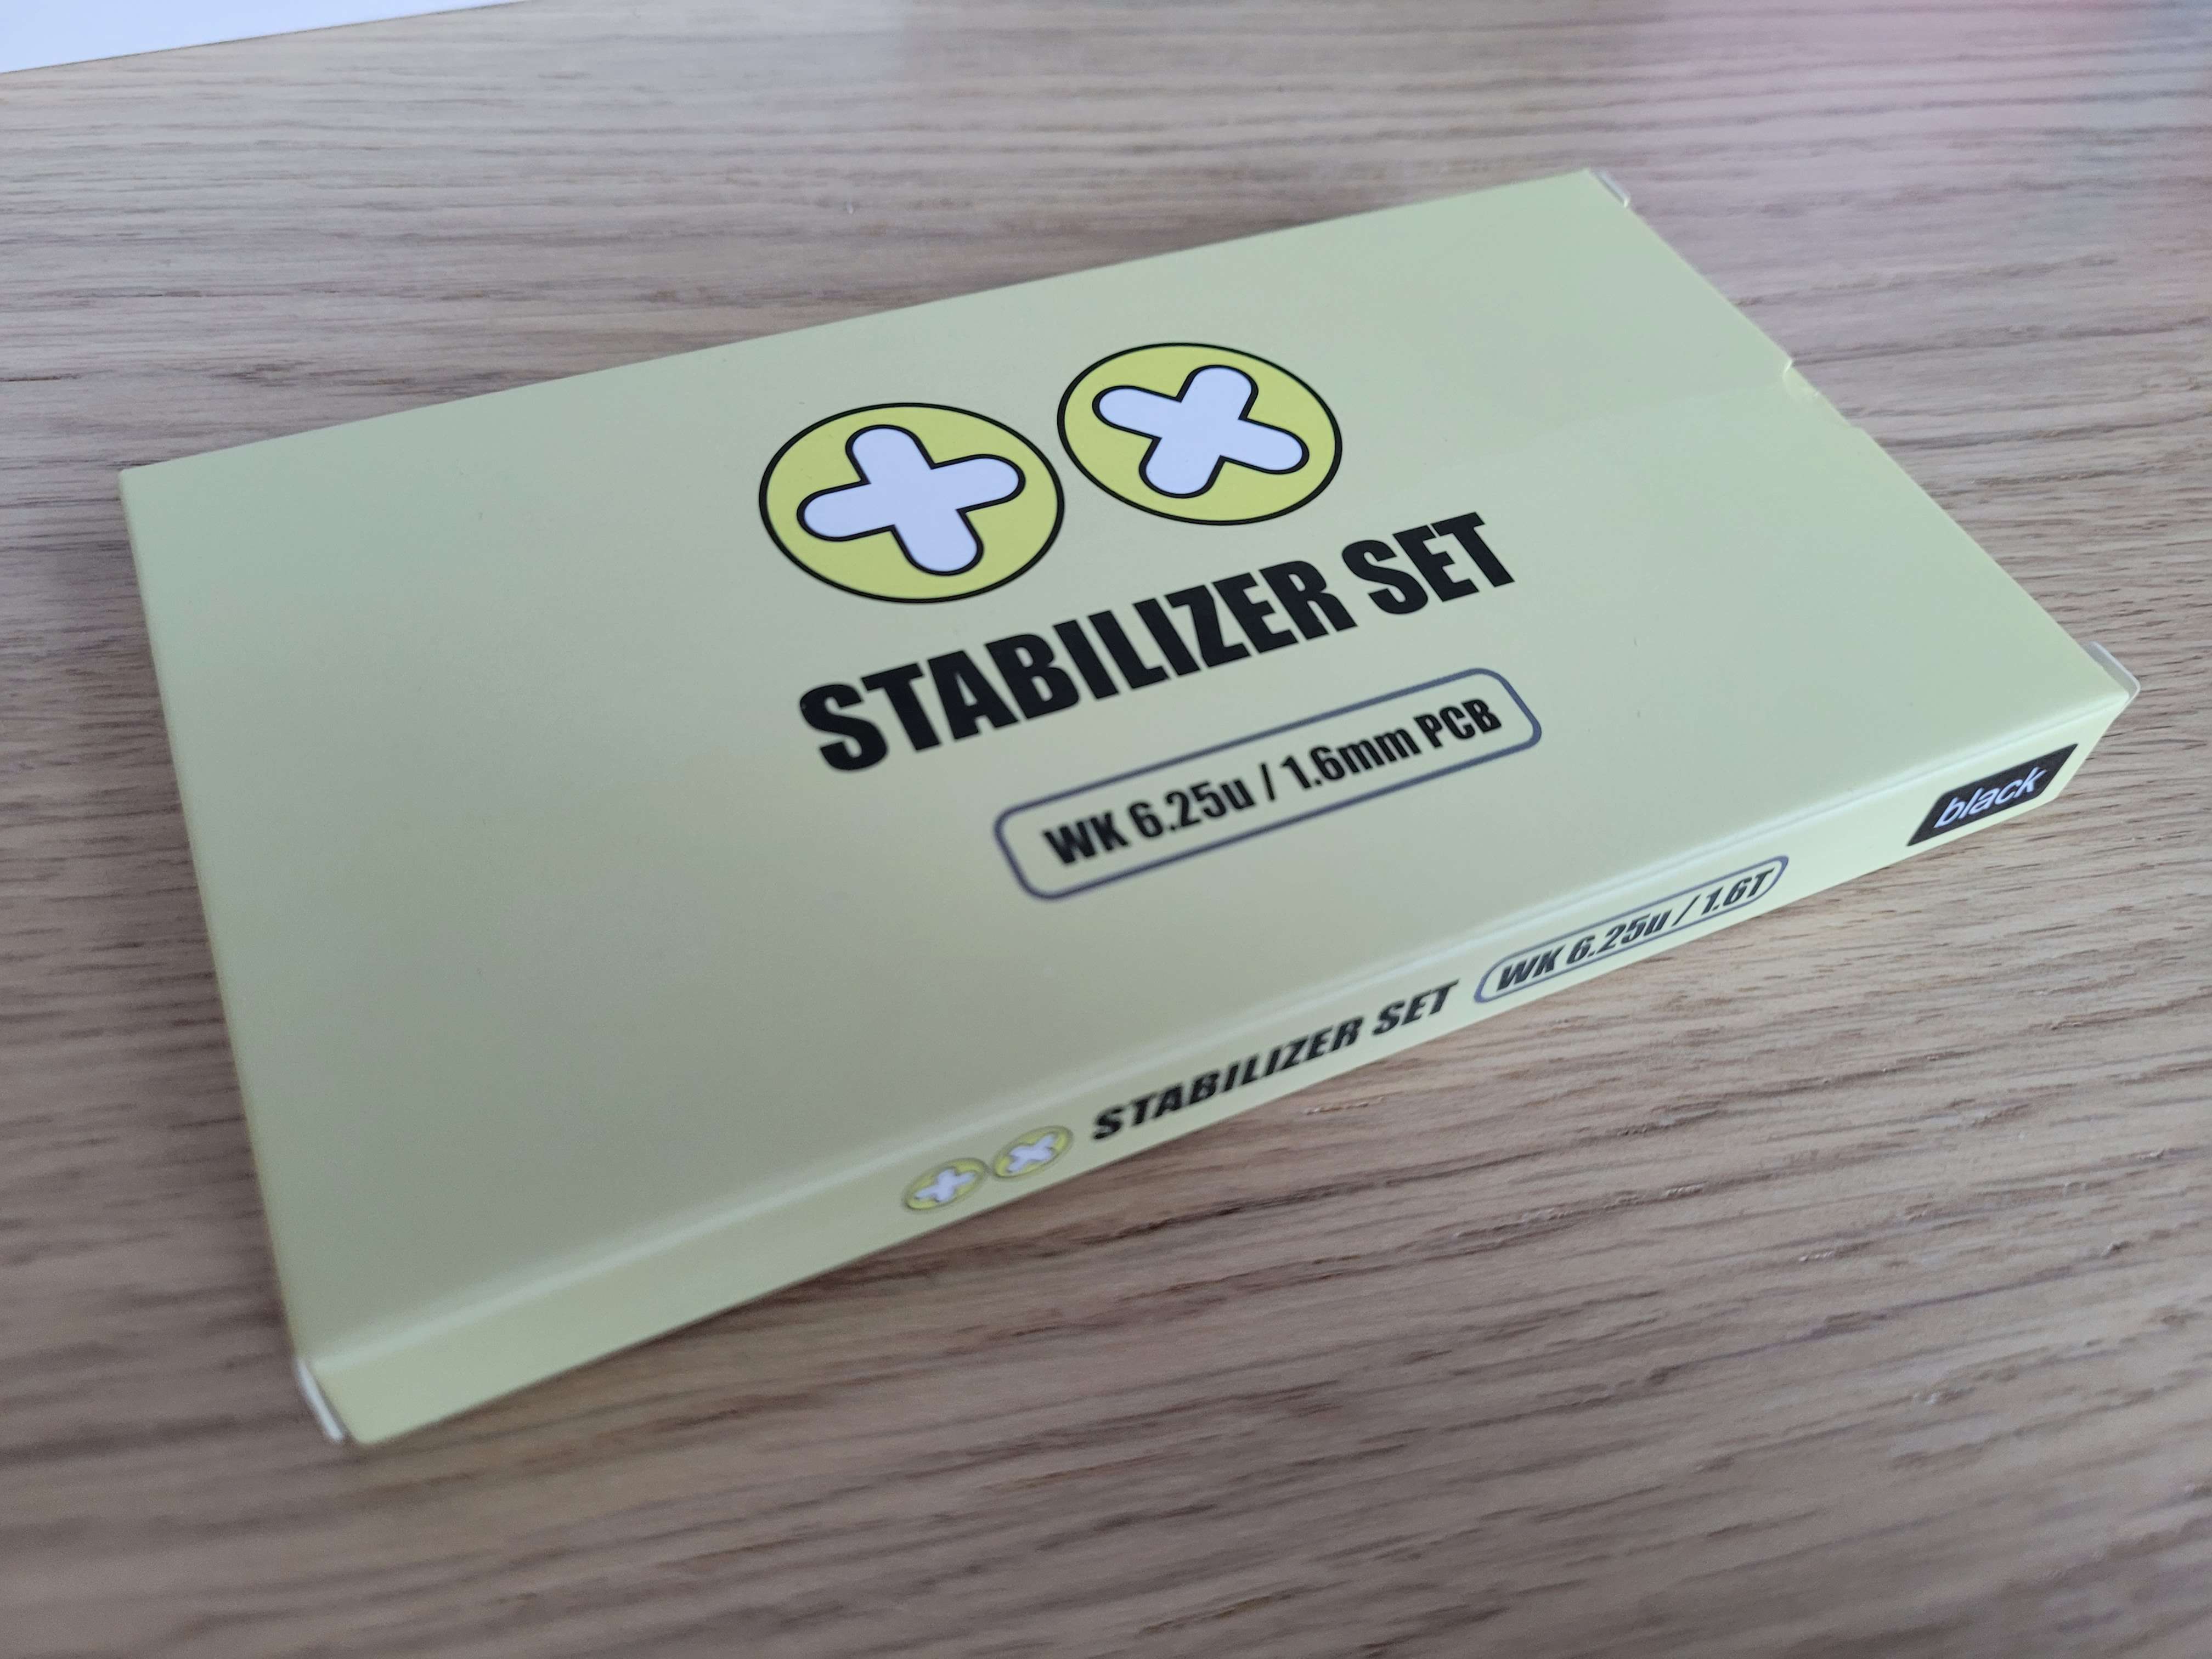 STABILIZER SET
WK 6.25u / 1.6mm PCB
STABILIZER SET
WK 6.25u / 1.6T
black